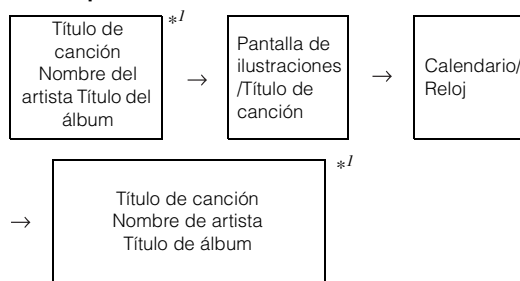 Título de
canción
Nombre del
artista Título del
álbum
*1
→
Pantalla de
ilustraciones
/Título de
canción
→
Calendario/
Reloj
→
Título de canción
Nombre de artista
Título de álbum
*1